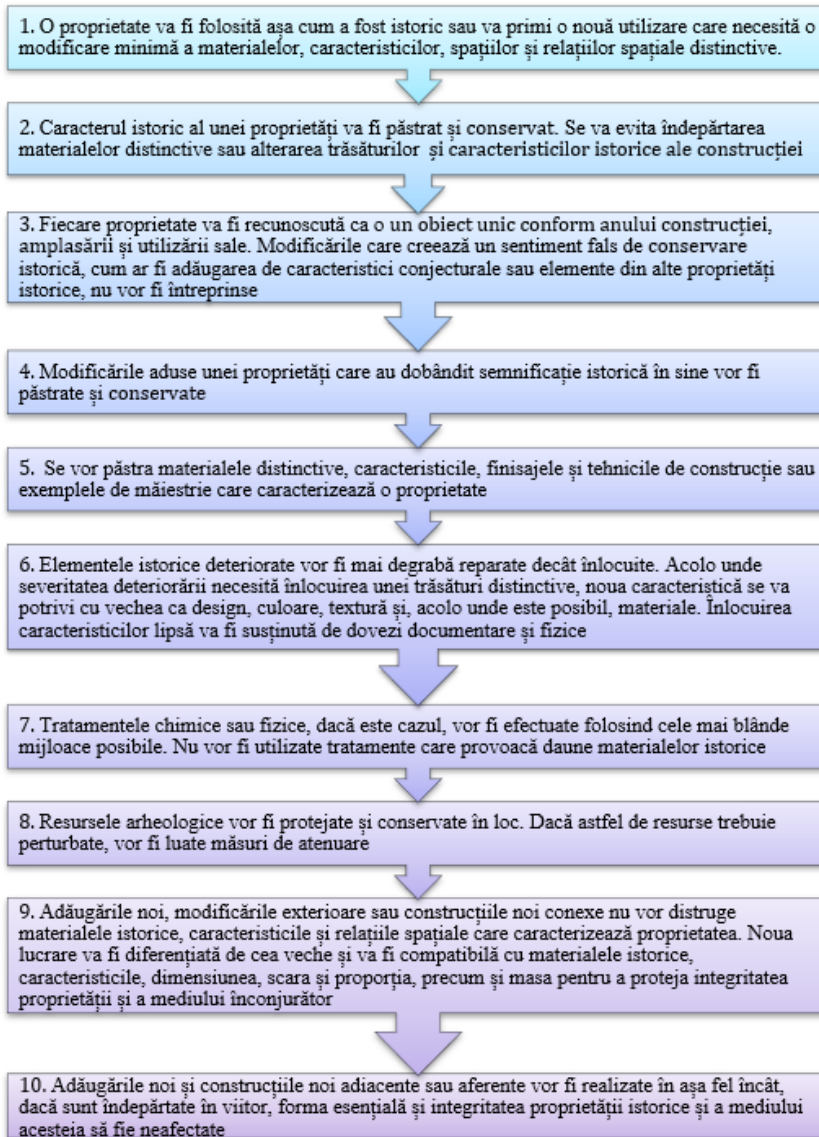 1. O proprietate va fi folosită așa cum a fost istoric sau va primi o nouă utilizare care necesită o
modificare minimă a materialelor, caracteristicilor, spațiilor și relațiilor spațiale distinctive.
2. Caracterul istoric al unei proprietăți va fi păstrat și conservat. Se va evita îndepărtarea
materialelor distinctive sau alterarea trăsăturilor și caracteristicilor istorice ale construcției
3. Fiecare proprietate va fi recunoscută ca o un obiect unic conform anului construcției,
amplasării și utilizării sale. Modificările care creează un sentiment fals de conservare
istorică, cum ar fi adăugarea de caracteristici conjecturale sau elemente din alte proprietăți
istorice, nu vor fi întreprinse
4. Modificările aduse unei proprietăți care au dobândit semnificație istorică în sine vor fi
păstrate și conservate
5. Se vor păstra materialele distinctive, caracteristicile, finisajele și tehnicile de construcție sau
exemplele de măiestrie care caracterizează o proprietate
6. Elementele istorice deteriorate vor fi mai degrabă reparate decât înlocuite. Acolo unde
severitatea deteriorării necesită înlocuirea unei trăsături distinctive, noua caracteristică se va
potrivi cu vechea ca design, culoare, textură și, acolo unde este posibil, materiale. Înlocuirea
caracteristicilor lipsă va fi susținută de dovezi documentare și fizice
7. Tratamentele chimice sau fizice, dacă este cazul, vor fi efectuate folosind cele mai blânde
mijloace posibile. Nu vor fi utilizate tratamente care provoacă daune materialelor istorice
8. Resursele arheologice vor fi protejate și conservate în loc. Dacă astfel de resurse trebuie
perturbate, vor fi luate măsuri de atenuare
9. Adăugările noi, modificările exterioare sau construcțiile noi conexe nu vor distruge
materialele istorice, caracteristicile și relațiile spațiale care caracterizează proprietatea. Noua
lucrare va fi diferențiată de cea veche și va fi compatibilă cu materialele istorice,
caracteristicile, dimensiunea, scara și proporția, precum și masa pentru a proteja integritatea
proprietății și a mediului înconjurător
10. Adăugările noi și construcțiile noi adiacente sau aferente vor fi realizate în așa fel încât,
dacă sunt îndepărtate în viitor, forma esențială și integritatea proprietății istorice și a mediului
acesteia să fie neafectate